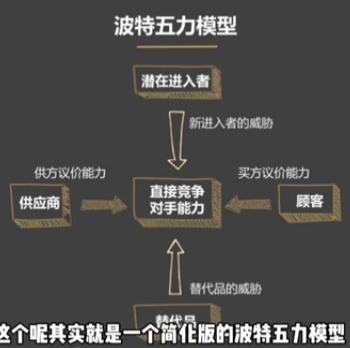 波特五力模型
潜在进入者
新进入者的威胁
供方议价能力
买方议价能力
供应商
直接竞争
对手能力
顾客
替代品的威胁
替代品
这个呢其实就是一个简化版的波特五力模型